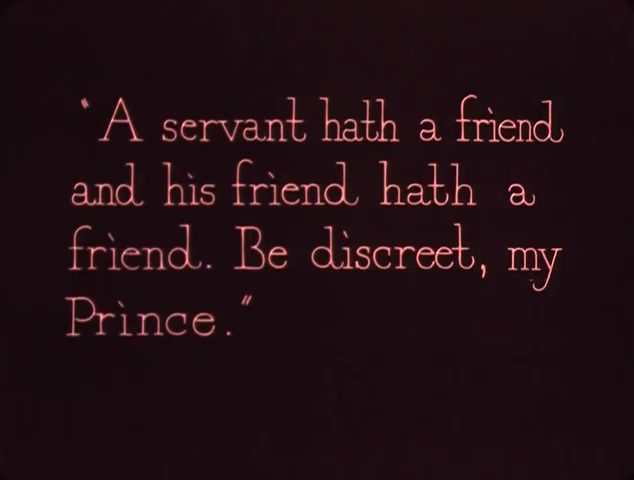 "A servant hath a friend
and his friend hath a
friend. Be discreet, my
Prince."